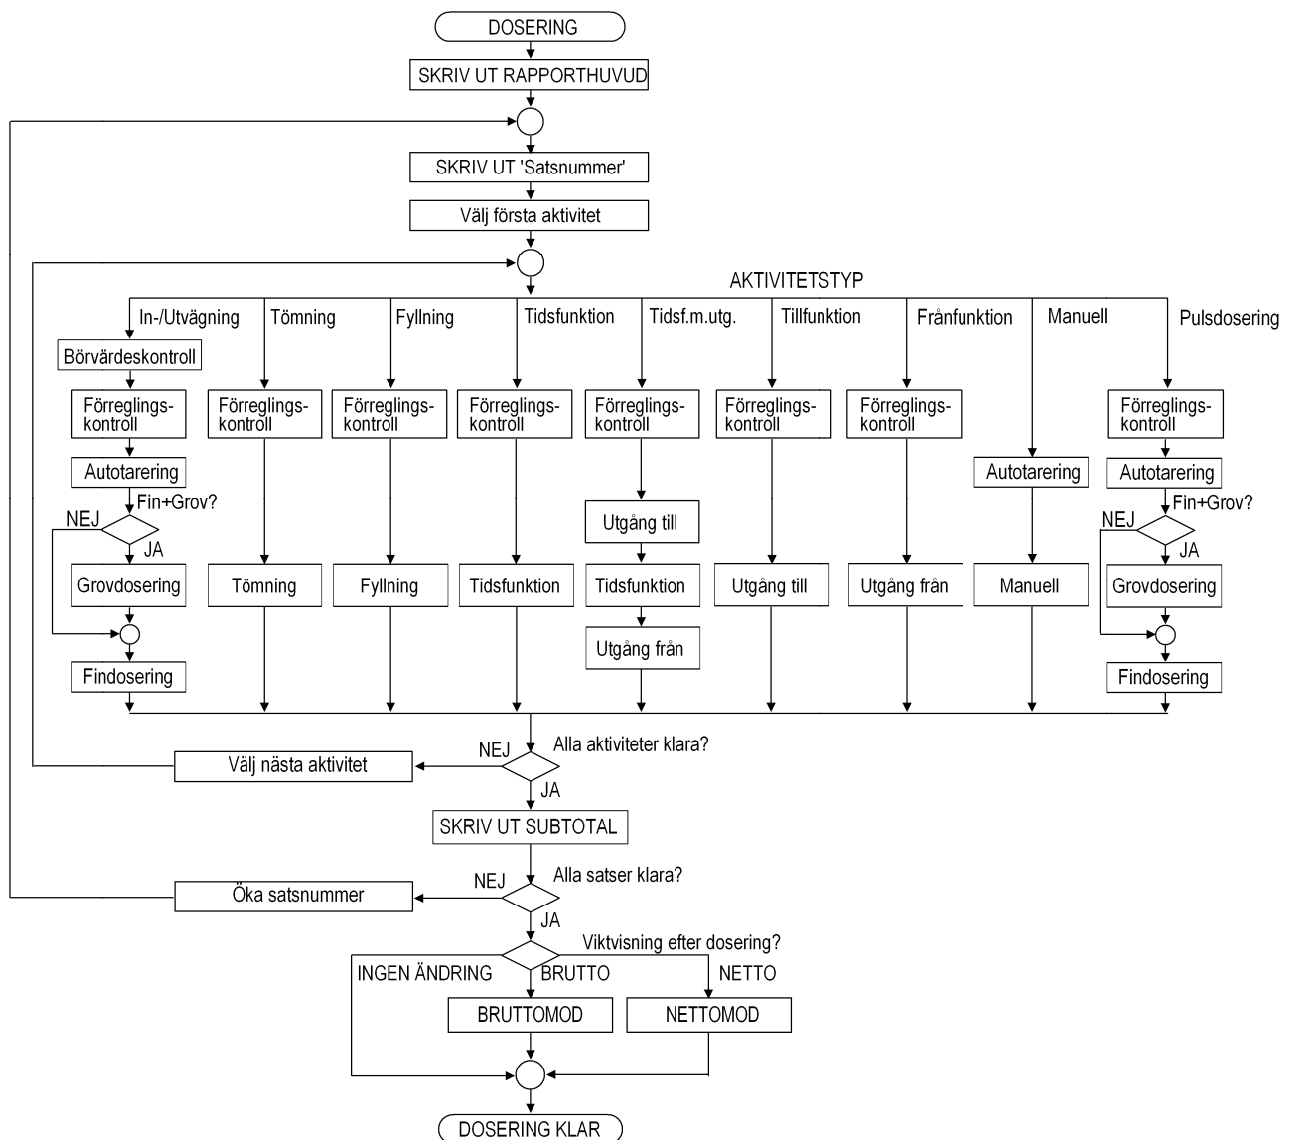 DOSERING
SKRIV UT RAPPORTHUVUD
SKRIV UT 'Satsnummer'
Välj första aktivitet
AKTIVITETSTYP
In-/Utvägning
Tömning
Fyllning
Tidsfunktion
Tidsf.m.utg.
Tillfunktion
Frånfunktion
Manuell
Pulsdosering
Börvärdeskontroll
Förreglings-
kontroll
Förreglings-
kontroll
Förreglings-
kontroll
Förreglings-
kontroll
Förreglings-
kontroll
Förreglings-
kontroll
Förreglings-
kontroll
Förreglings-
kontroll
Autotarering
Autotarering
Autotarering
Fin+Grov?
NEJ
JA
Utgång till
Fin+Grov?
NEJ
JA
Grovdosering
Tömning
Fyllning
Tidsfunktion
Tidsfunktion
Utgång till
Utgång från
Manuell
Grovdosering
Utgång från
Findosering
Findosering
Alla aktiviteter klara?
NEJ
Välj nästa aktivitet
JA
SKRIV UT SUBTOTAL
Alla satser klara?
NEJ
Öka satsnummer
JA
Viktvisning efter dosering?
INGEN ÄNDRING
BRUTTO
NETTO
BRUTTOMOD
NETTOMOD
DOSERING KLAR